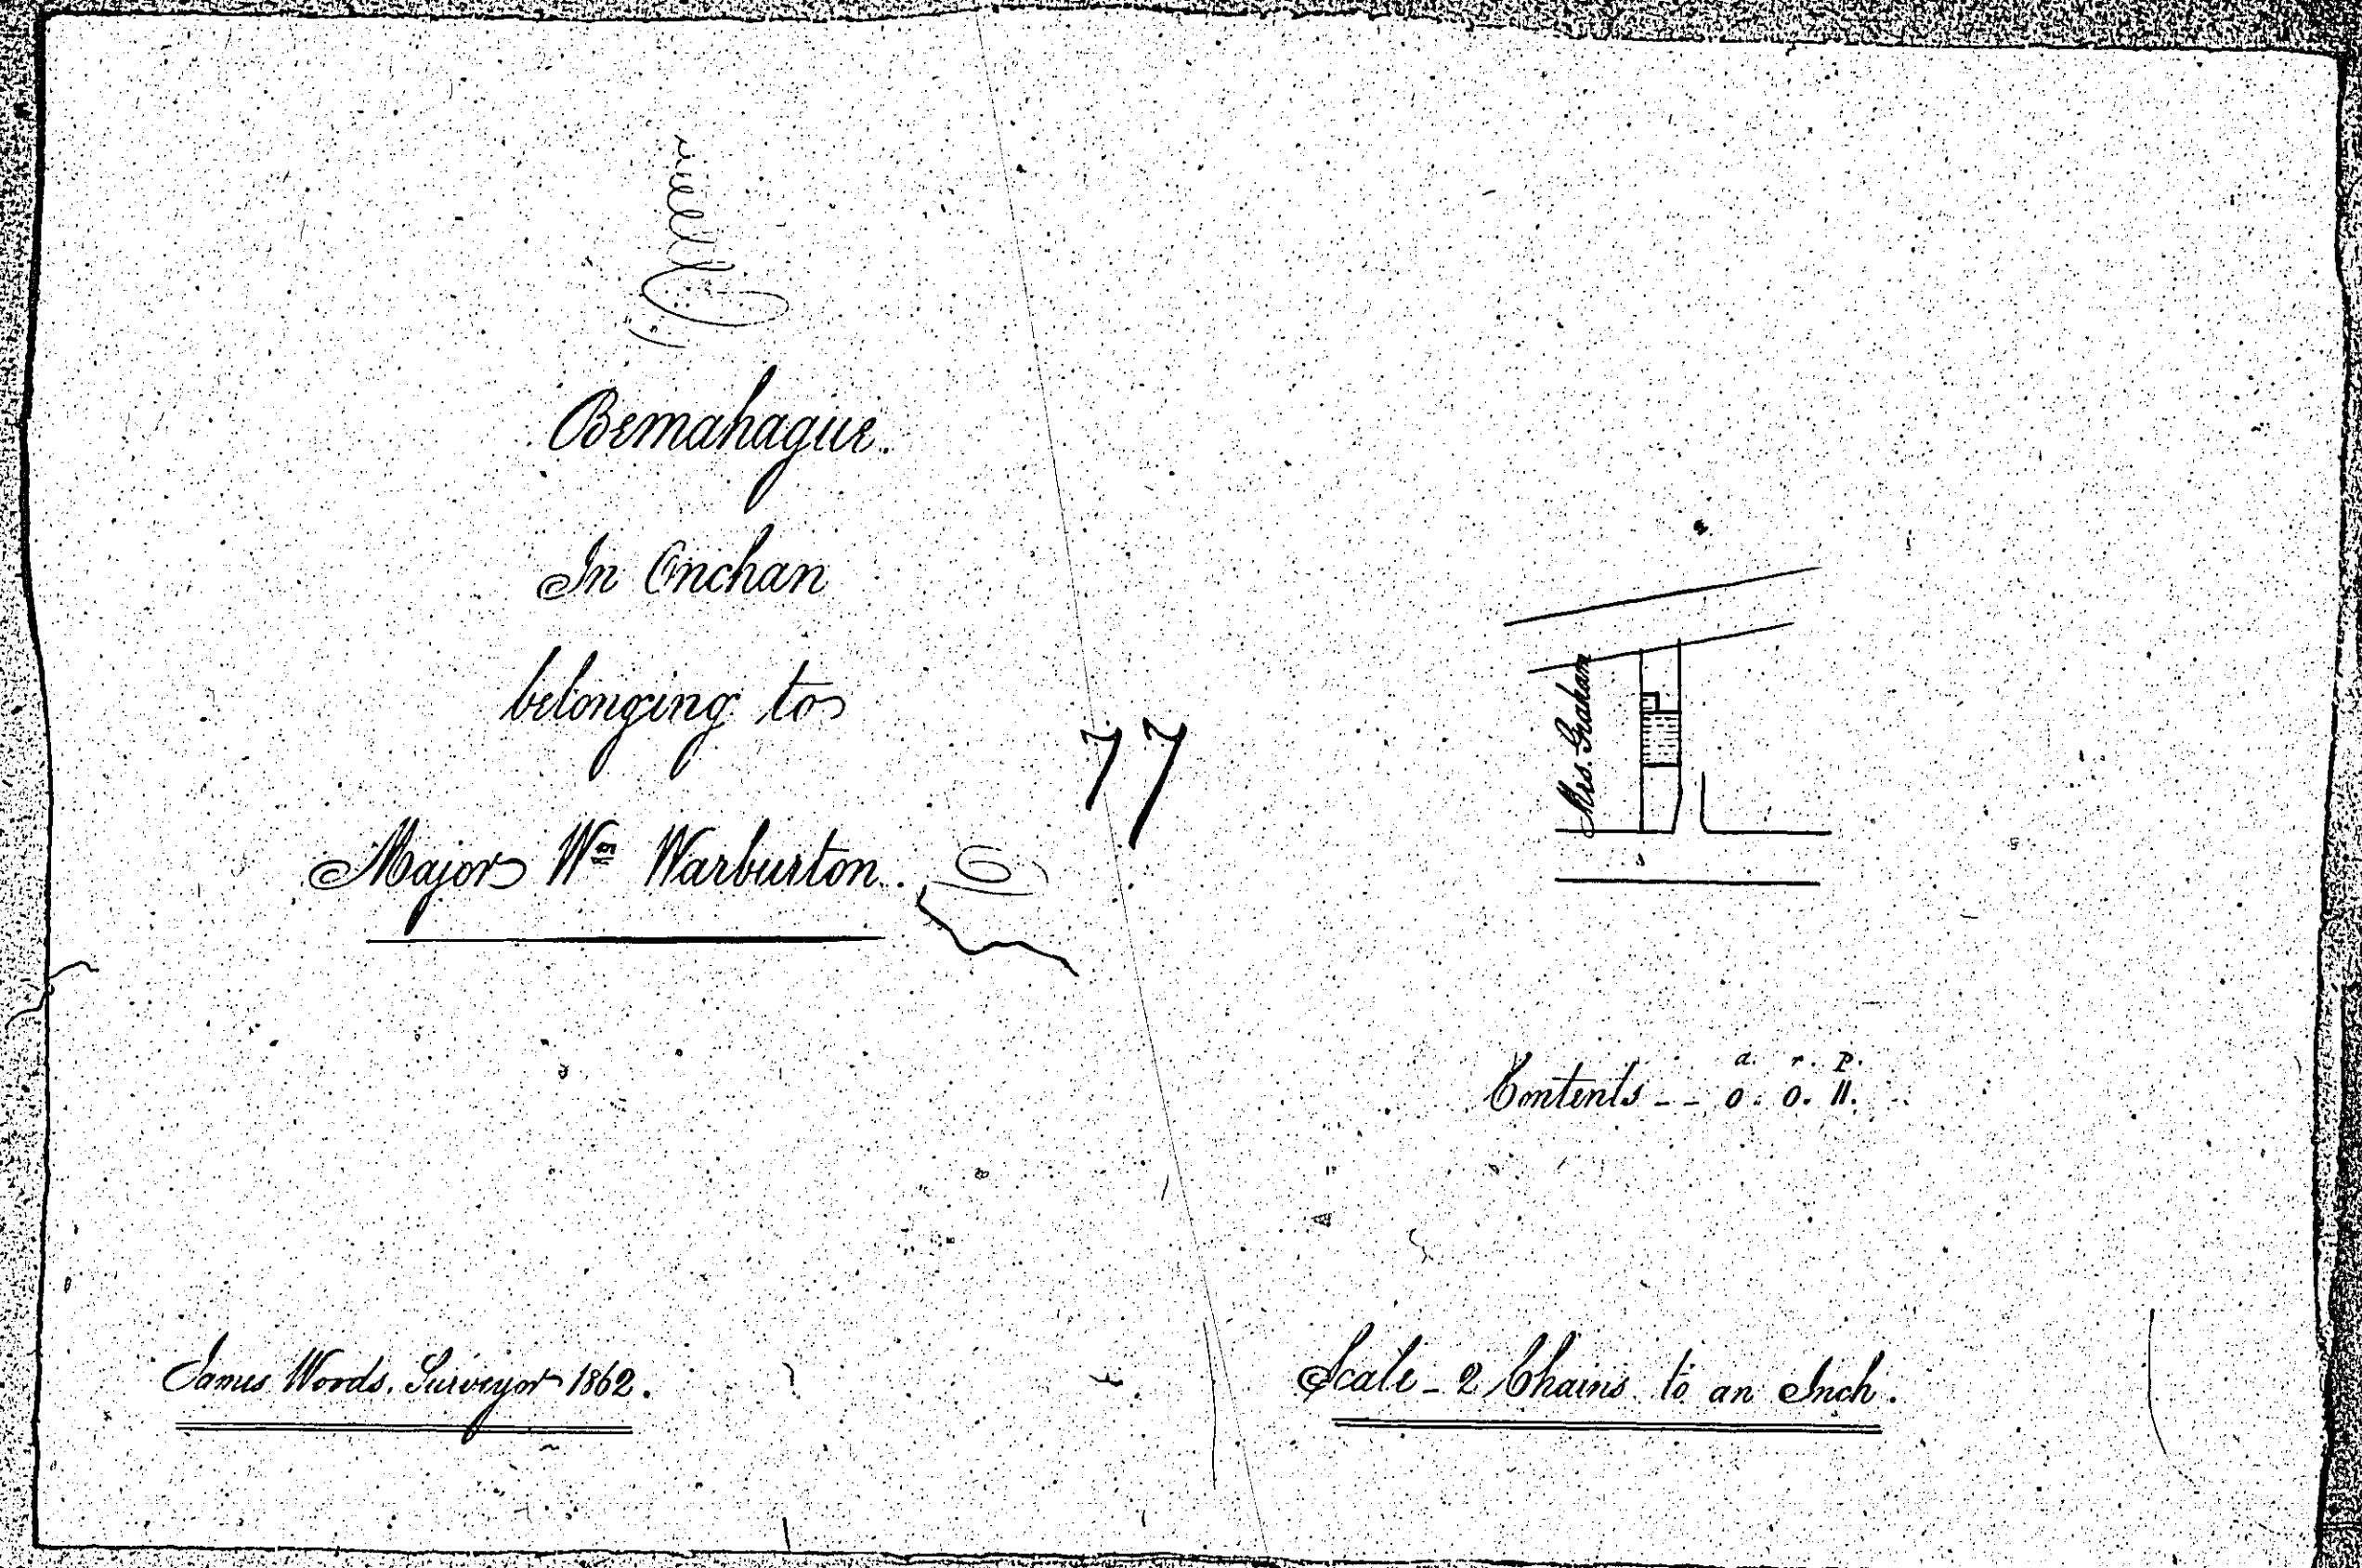 Bemahague.
In Onchan
belonging to
Major Wm Warburton.
77
Mrs. Graham
a. r. p.
Contents - - 0. 0. 11.
James Woods. Surveyor 1862.
Scale - 2 Chains to an Inch.